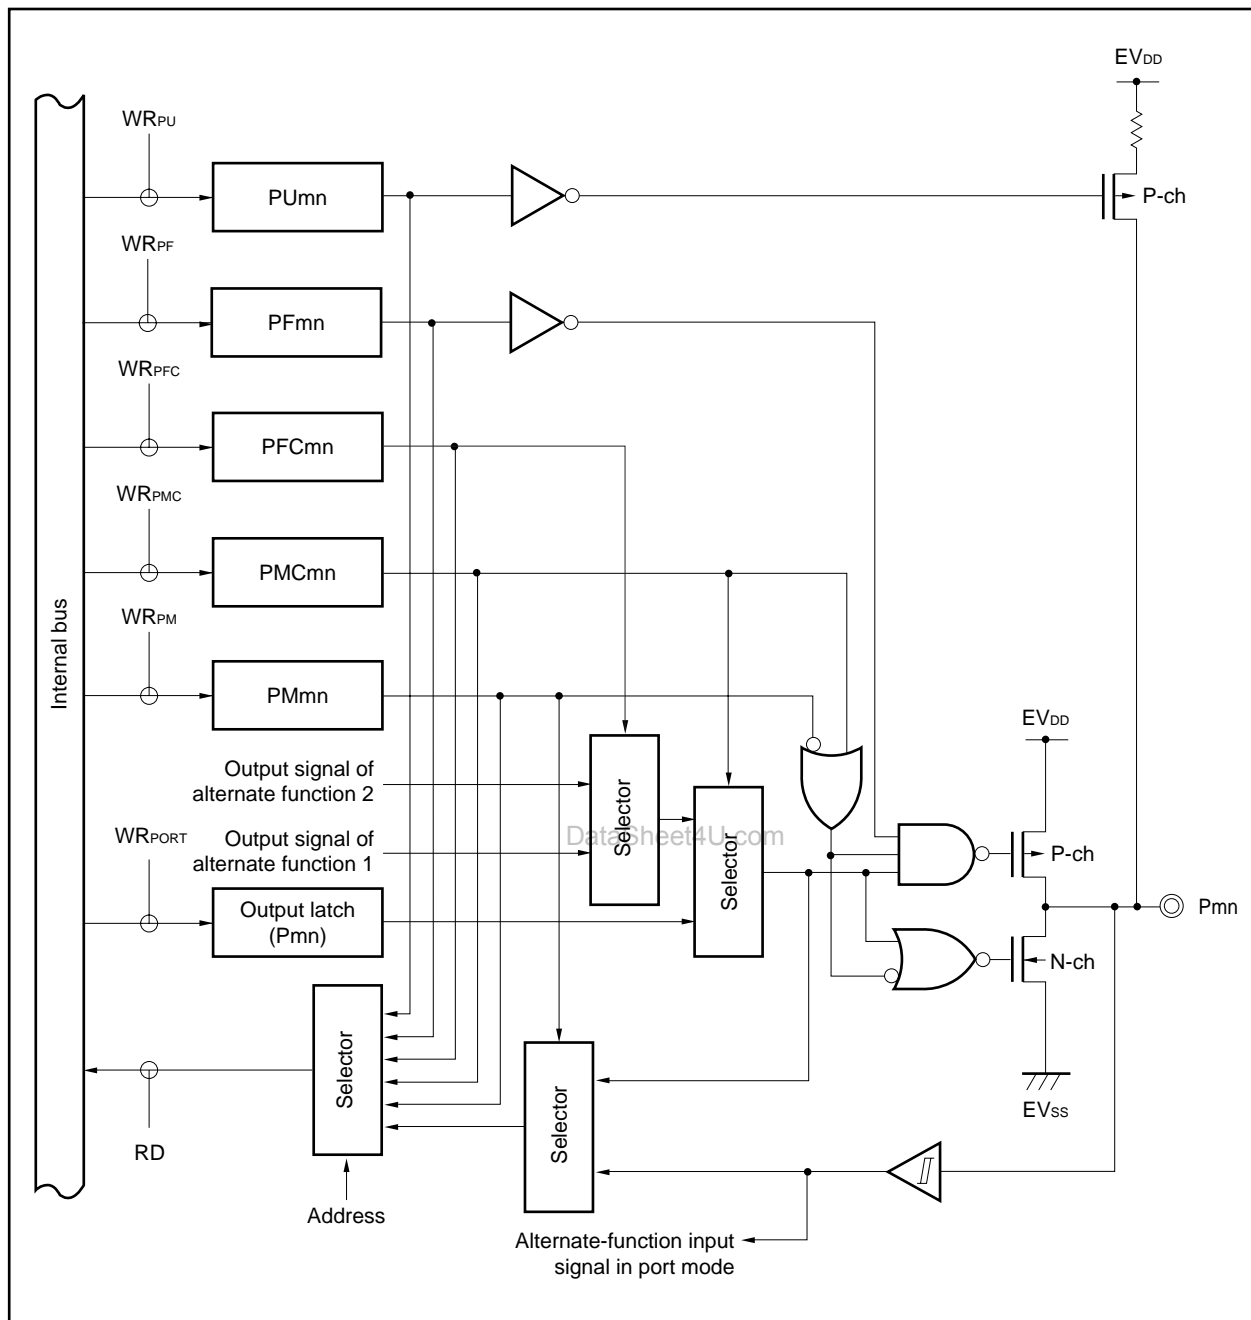 EVDD
WRPU
PUmn
P-ch
WRPF
PFmn
WRPFC
PFCmn
WRPMC
PMCmn
WRPM
PMmn
Internal bus
EVDD
Output signal of
alternate function 2
Selector
WRPORT
Output signal of
alternate function 1
DataSheet4U.com
Selector
P-ch
Output latch
(Pmn)
Pmn
N-ch
Selector
Selector
EVSS
RD
Address
Alternate-function input
signal in port mode